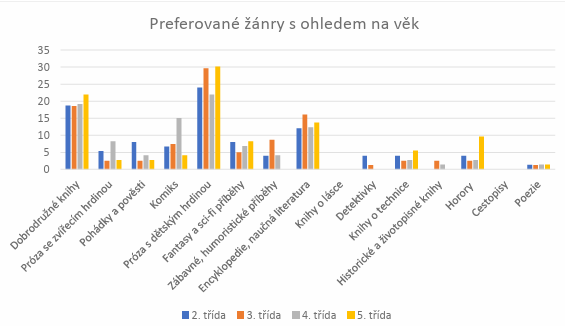 Preferované žánry s ohledem na věk
35
30
25
20
15
10
5
0
Dobrodružné knihy
Próza se zvířecím hrdinou
Pohádky a pověsti
Komiks
Próza s dětským hrdinou
Fantasy a sci-fi příběhy
Zábavné, humoristické příběhy
Encyklopedie, naučná literatura
Knihy o lásce
Detektivky
Knihy o technice
Historické a životopisné knihy
Horory
Cestopisy
Poezie
2. třída 3. třída 4. třída 5. třída